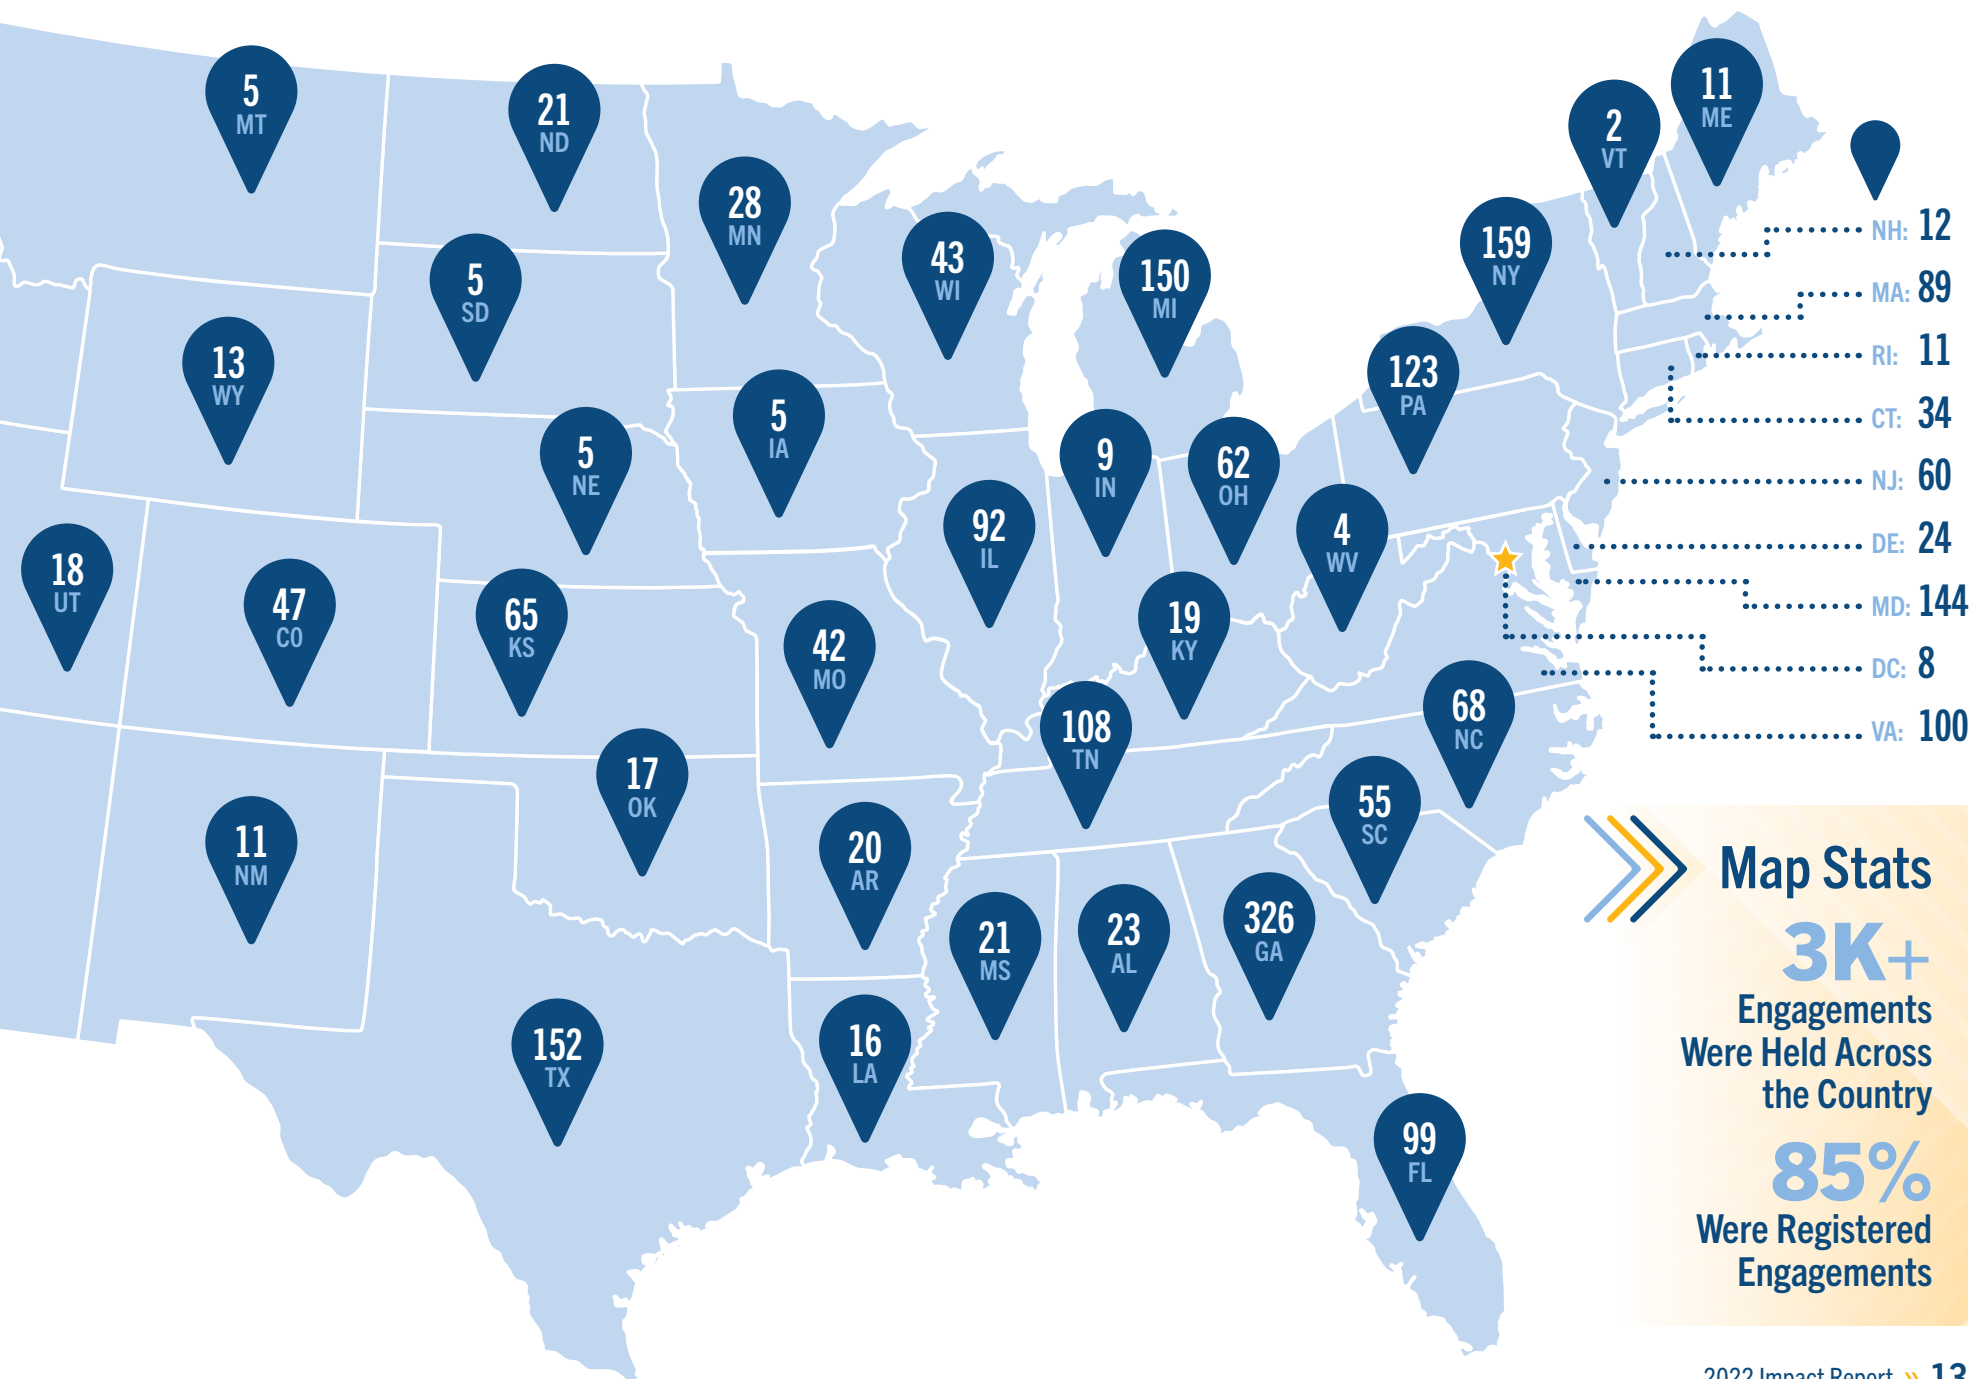 5
MT
21
ND
28
MN
43
WI
150
MI
159
NY
2
VT
11
ME
NH: 12
MA: 89
RI: 11
CT: 34
NJ: 60
DE: 24
MD: 144
DC: 8
VA: 100
5
SD
13
WY
5
NE
5
IA
92
IL
9
IN
62
OH
123
PA
4
WV
18
UT
47
CO
65
KS
42
MO
19
KY
108
TN
68
NC
55
SC
11
NM
17
OK
20
AR
21
MS
23
AL
326
GA
152
TX
16
LA
99
FL
Map Stats
3K+
Engagements
Were Held Across
the Country
85%
Were Registered
Engagements
2022 Impact Report » 13